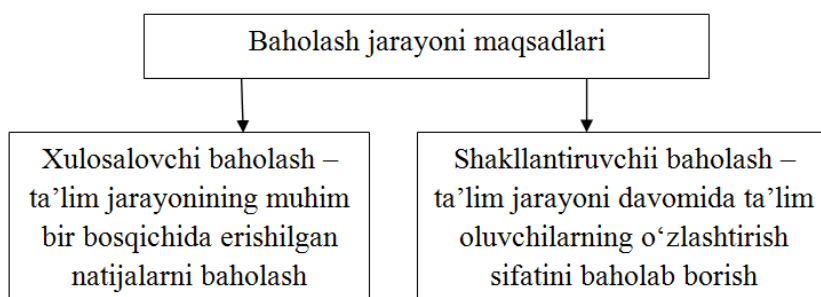 Baholash jarayoni maqsadlari
Xulosalovchi baholash –
ta’lim jarayonining muhim
bir bosqichida erishilgan
natijalarni baholash
Shakllantiruvchii baholash –
ta’lim jarayoni davomida ta’lim
oluvchilarning o‘zlashtirish
sifatini baholab borish